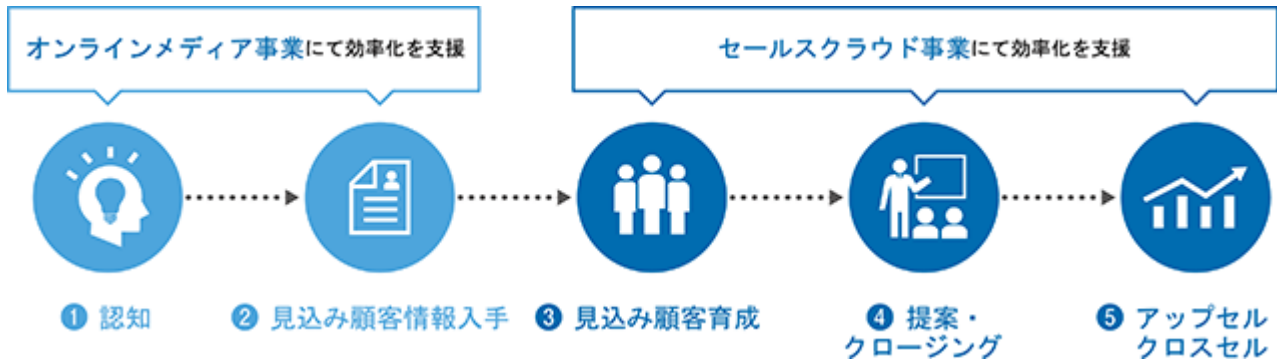 オンラインメディア事業にて効率化を支援
セールスクラウド事業にて効率化を支援
❶ 認知
❷ 見込み顧客情報入手
❸ 見込み顧客育成
❹ 提案・
クロージング
❺ アップセル
クロスセル